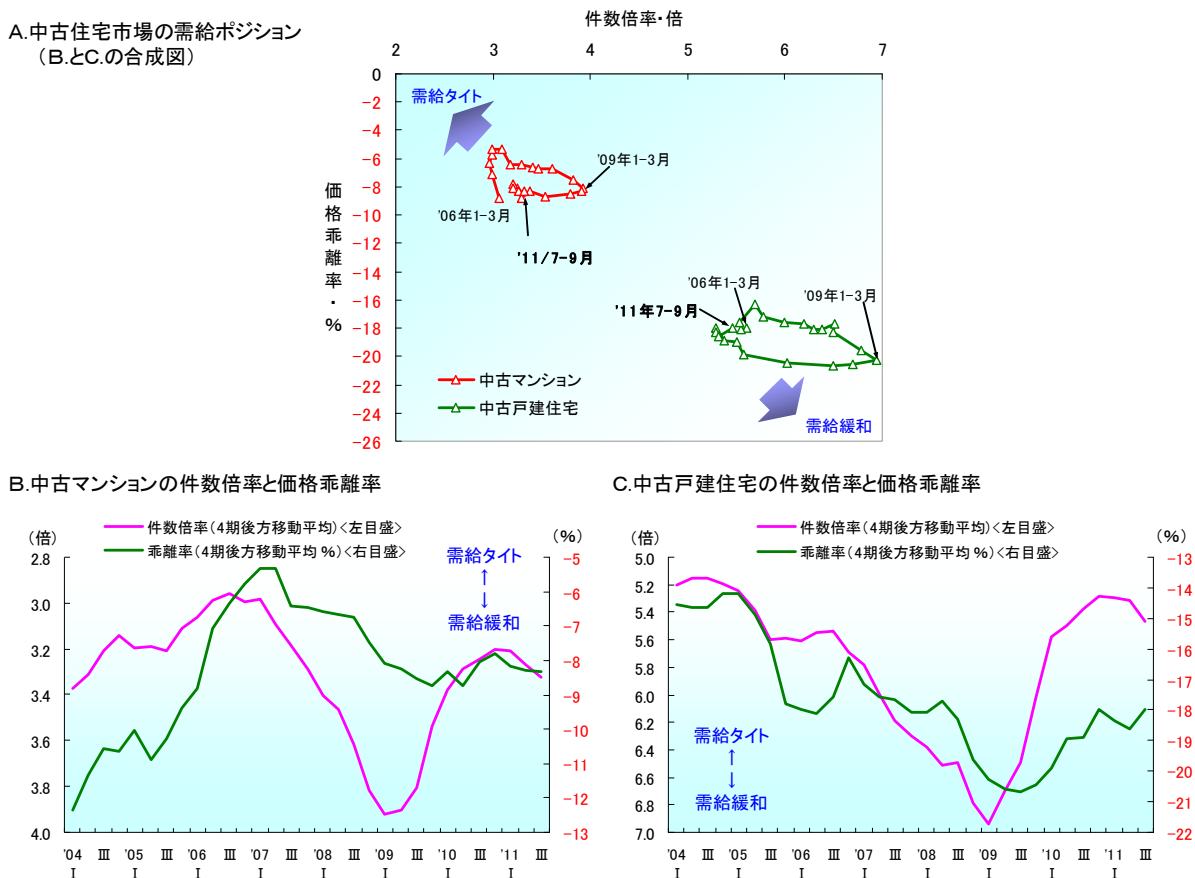 A.中古住宅市場の需給ポジション
(B.とC.の合成図)
件数倍率・倍
2 3 4 5 6 7
0
-2
-4
-6
-8
-10
-12
-14
-16
-18
-20
-22
-24
-26
価格乖離率・%
需給タイト
'09年1-3月
'06年1-3月
'11/7-9月
'06年1-3月
'09年1-3月
'11年7-9月
中古マンション
中古戸建住宅
需給緩和
B.中古マンションの件数倍率と価格乖離率
(倍)
件数倍率(4期後方移動平均)<左目盛>
乖離率(4期後方移動平均 %)<右目盛>
(%)
2.8
3.0
3.2
3.4
3.6
3.8
4.0
需給タイト
↑
↓
需給緩和
-5
-6
-7
-8
-9
-10
-11
-12
-13
'04 Ⅲ '05 Ⅲ '06 Ⅲ '07 Ⅲ '08 Ⅲ '09 Ⅲ '10 Ⅲ '11 Ⅲ
Ⅰ Ⅰ Ⅰ Ⅰ Ⅰ Ⅰ Ⅰ Ⅰ
C.中古戸建住宅の件数倍率と価格乖離率
(倍)
件数倍率(4期後方移動平均)<左目盛>
乖離率(4期後方移動平均 %)<右目盛>
(%)
5.0
5.2
5.4
5.6
5.8
6.0
6.2
6.4
6.6
6.8
7.0
需給タイト
↑
↓
需給緩和
-13
-14
-15
-16
-17
-18
-19
-20
-21
-22
'04 Ⅲ '05 Ⅲ '06 Ⅲ '07 Ⅲ '08 Ⅲ '09 Ⅲ '10 Ⅲ '11 Ⅲ
Ⅰ Ⅰ Ⅰ Ⅰ Ⅰ Ⅰ Ⅰ Ⅰ